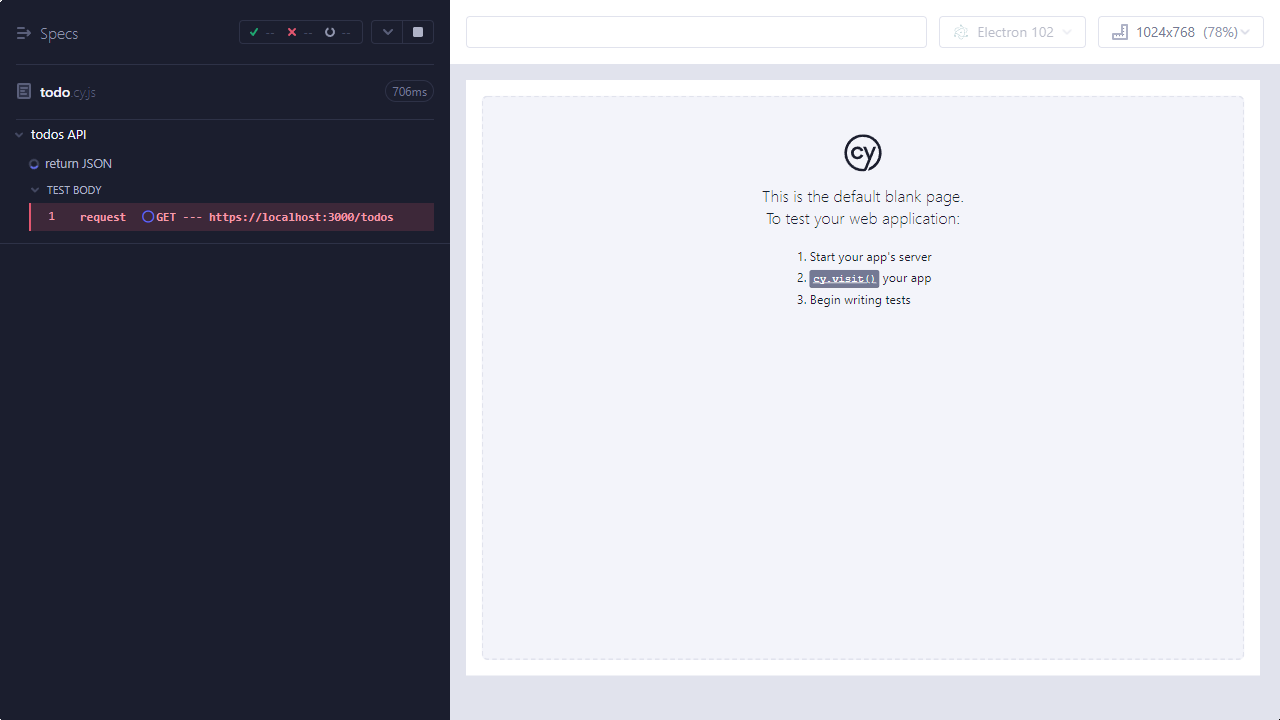 Specs
--
--
--
todo.cy.js
706ms
todos API
return JSON
TEST BODY
1 request GET --- https://localhost:3000/todos
Electron 102
1024x768 (78%)
cy
This is the default blank page.
To test your web application:
1. Start your app's server
2. cy.visit() your app
3. Begin writing tests